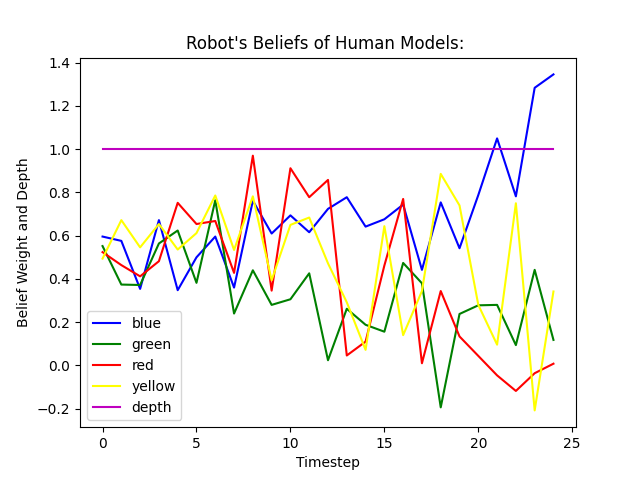 Robot's Beliefs of Human Models:
Belief Weight and Depth
1.4
1.2
1.0
0.8
0.6
0.4
0.2
0.0
−0.2
blue
green
red
yellow
depth
0 5 10 15 20 25
Timestep